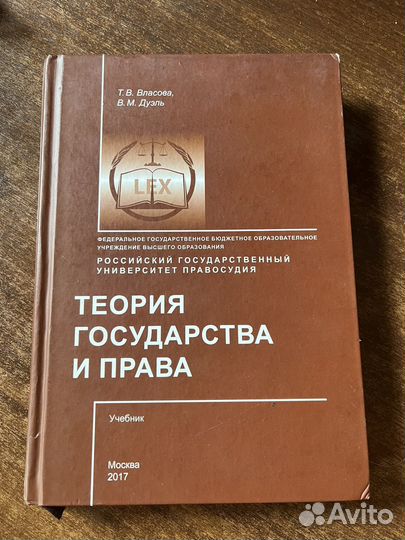 Т. В. Власова,
В. М. Дуэль
LEX
ФЕДЕРАЛЬНОЕ ГОСУДАРСТВЕННОЕ БЮДЖЕТНОЕ ОБРАЗОВАТЕЛЬНОЕ
УЧРЕЖДЕНИЕ ВЫСШЕГО ОБРАЗОВАНИЯ
РОССИЙСКИЙ ГОСУДАРСТВЕННЫЙ
УНИВЕРСИТЕТ ПРАВОСУДИЯ
ТЕОРИЯ
ГОСУДАРСТВА
И ПРАВА
Учебник
Москва
2017
Avito